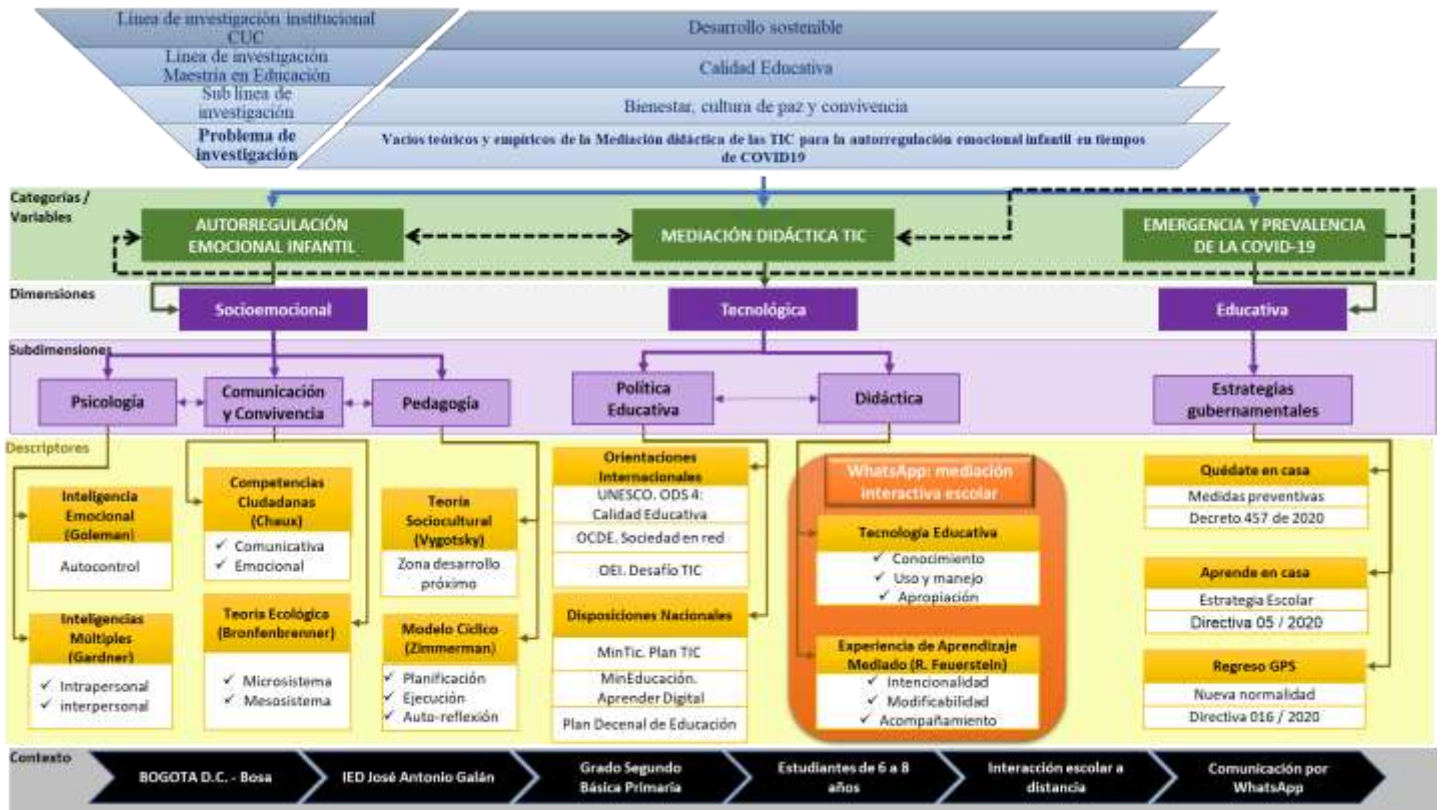 Línea de investigación institucional
CUC
Desarrollo sostenible
Línea de investigación
Maestría en Educación
Calidad Educativa
Sub línea de
investigación
Bienestar, cultura de paz y convivencia
Problema de
investigación
Vacíos teóricos y empíricos de la Mediación didáctica de las TIC para la autorregulación emocional infantil en tiempos
de COVID19
Categorías /
Variables
AUTORREGULACIÓN
EMOCIONAL INFANTIL
MEDIACIÓN DIDÁCTICA TIC
EMERGENCIA Y PREVALENCIA
DE LA COVID-19
Dimensiones
Socioemocional
Tecnológica
Educativa
Subdimensiones
Psicología
Comunicación
y Convivencia
Pedagogía
Política
Educativa
Didáctica
Estrategias
gubernamentales
Descriptores
Inteligencia
Emocional
(Goleman)
Autocontrol
Inteligencias
Múltiples
(Gardner)
✓ Intrapersonal
✓ interpersonal
Competencias
Ciudadanas
(Chaux)
✓ Comunicativa
✓ Emocional
Teoría Ecológica
(Bronfenbrenner)
✓ Microsistema
✓ Mesosistema
Teoría
Sociocultural
(Vygotsky)
Zona desarrollo
próximo
Modelo Cíclico
(Zimmerman)
✓ Planificación
✓ Ejecución
✓ Auto-reflexión
Orientaciones
Internacionales
UNESCO. ODS 4:
Calidad Educativa
OCDE. Sociedad en red
OEI. Desafío TIC
Disposiciones Nacionales
MinTic. Plan TIC
MinEducación.
Aprender Digital
Plan Decenal de Educación
WhatsApp: mediación
interactiva escolar
Tecnología Educativa
✓ Conocimiento
✓ Uso y manejo
✓ Apropiación
Experiencia de Aprendizaje
Mediado (R. Feuerstein)
✓ Intencionalidad
✓ Modificabilidad
✓ Acompañamiento
Quédate en casa
Medidas preventivas
Decreto 457 de 2020
Aprende en casa
Estrategia Escolar
Directiva 05 / 2020
Regreso GPS
Nueva normalidad
Directiva 016 / 2020
Contexto
BOGOTA D.C. - Bosa
IED José Antonio Galán
Grado Segundo
Básica Primaria
Estudiantes de 6 a 8
años
Interacción escolar a
distancia
Comunicación por
WhatsApp